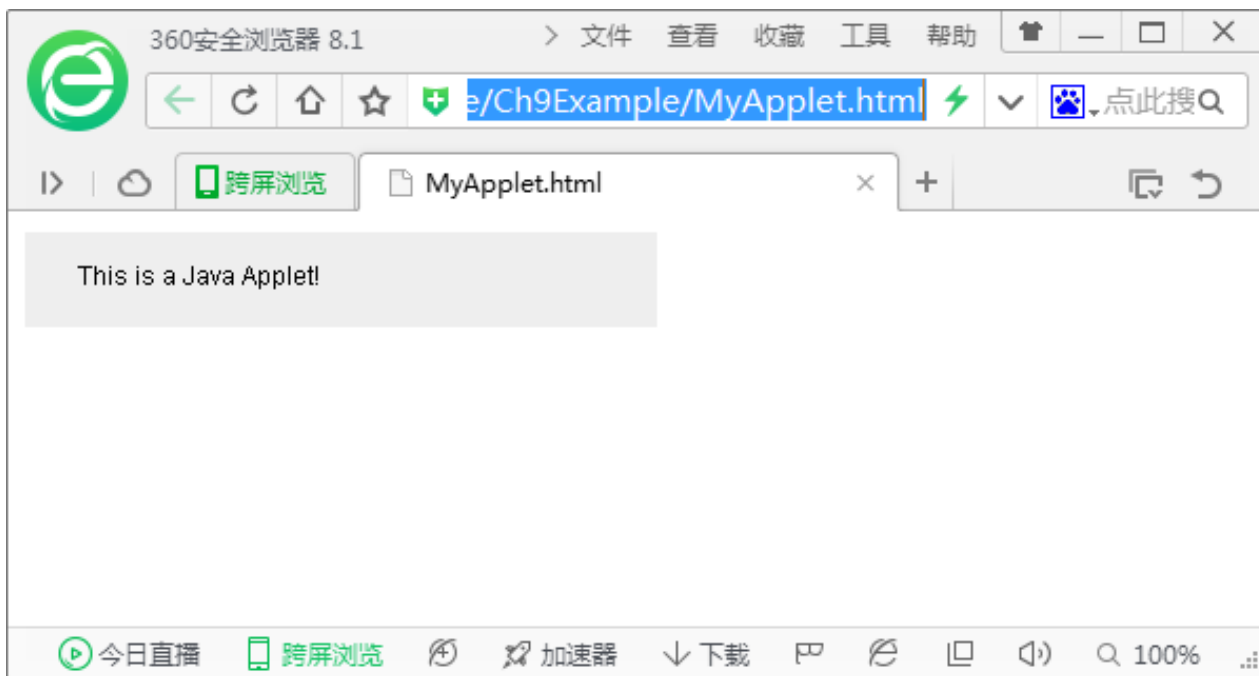 360安全浏览器 8.1 文件 查看 收藏 工具 帮助
e/Ch9Example/MyApplet.html 点此搜
跨屏浏览 MyApplet.html
This is a Java Applet!
今日直播 跨屏浏览 加速器 下载 100%